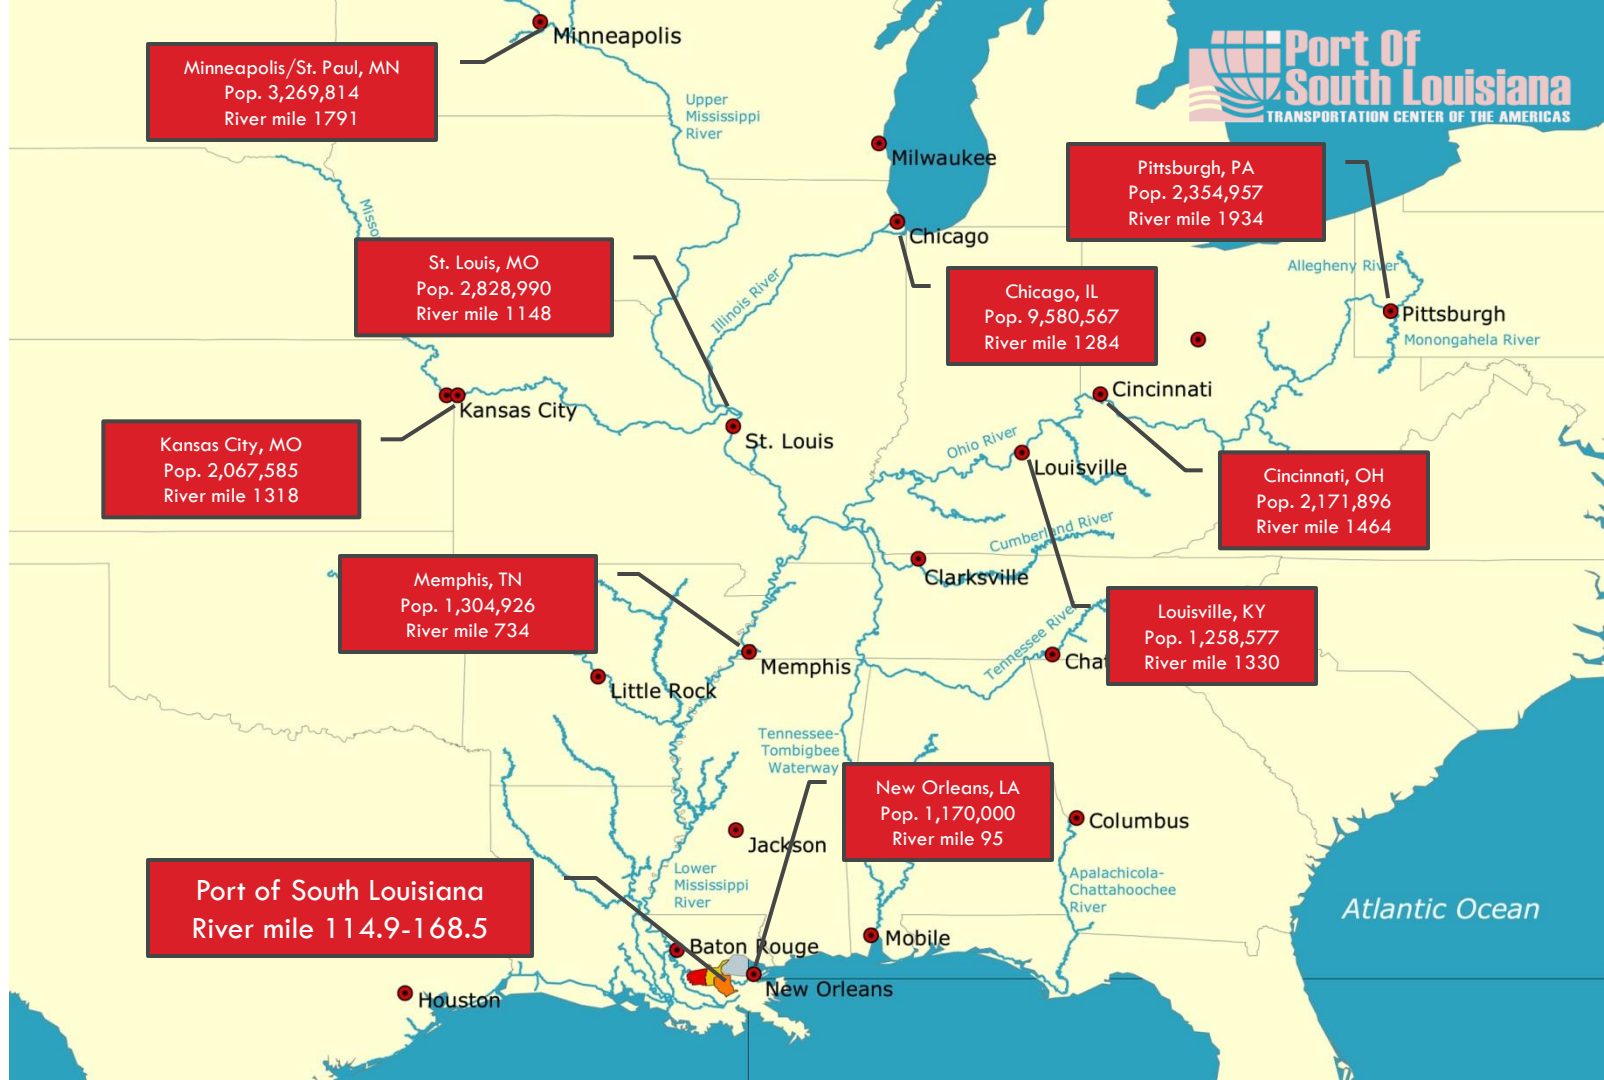 Minneapolis
Minneapolis/St. Paul, MN
Pop. 3,269,814
River mile 1791
Upper
Mississippi
River
Port Of
South Louisiana
TRANSPORTATION CENTER OF THE AMERICAS
Milwaukee
Pittsburgh, PA
Pop. 2,354,957
River mile 1934
Chicago
St. Louis, MO
Pop. 2,828,990
River mile 1148
Illinois River
Chicago, IL
Pop. 9,580,567
River mile 1284
Allegheny River
Pittsburgh
Monongahela River
Kansas City
Cincinnati
St. Louis
Ohio River
Louisville
Kansas City, MO
Pop. 2,067,585
River mile 1318
Cincinnati, OH
Pop. 2,171,896
River mile 1464
Cumberland River
Clarksville
Memphis, TN
Pop. 1,304,926
River mile 734
Louisville, KY
Pop. 1,258,577
River mile 1330
Tennessee River
Memphis
Little Rock
Tennessee-
Tombigbee
Waterway
New Orleans, LA
Pop. 1,170,000
River mile 95
Columbus
Jackson
Lower
Mississippi
River
Apalachicola-
Chattahoochee
River
Port of South Louisiana
River mile 114.9-168.5
Atlantic Ocean
Baton Rouge
Mobile
New Orleans
Houston